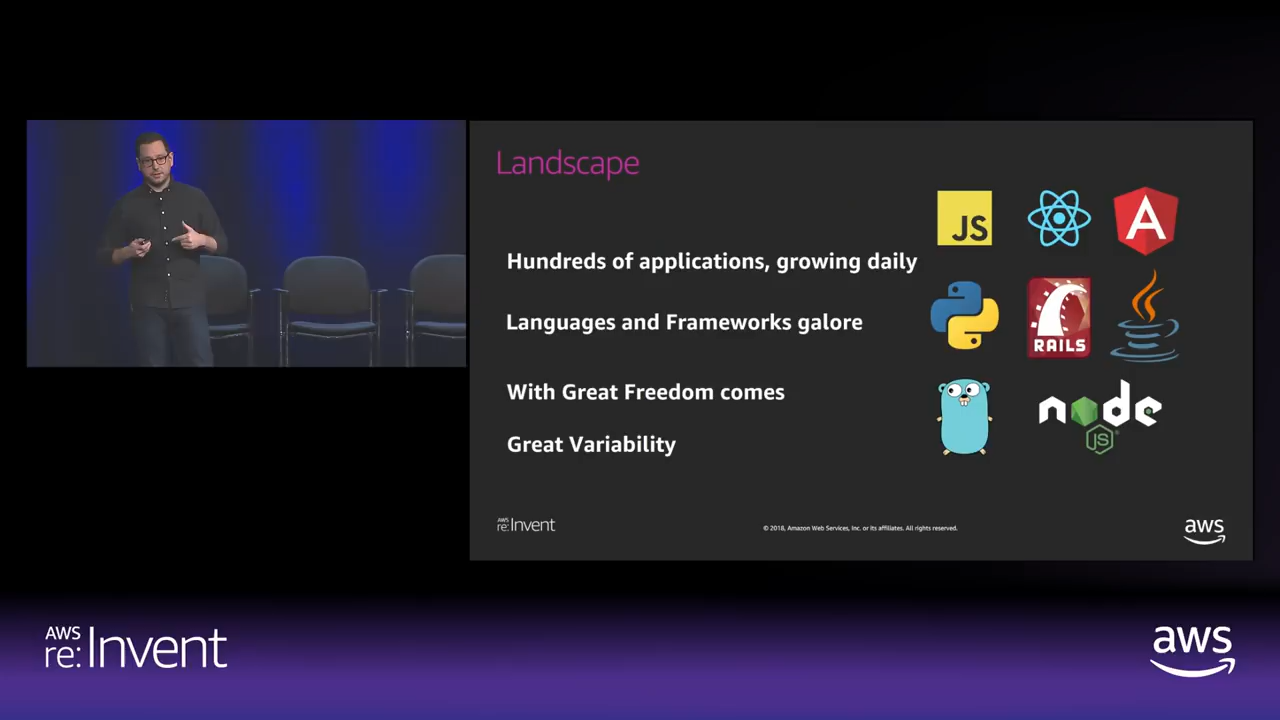 Landscape
JS
A
Hundreds of applications, growing daily
Languages and Frameworks galore
RAILS
With Great Freedom comes
node
JS
Great Variability
AWS
re:Invent
© 2018, Amazon Web Services, Inc. or its affiliates. All rights reserved.
aws
AWS
re:Invent
aws